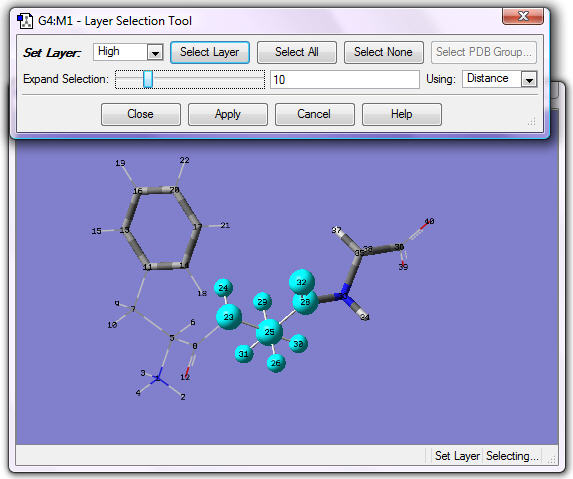 G4:M1 - Layer Selection Tool
Set Layer: High Select Layer Select All Select None Select PDB Group...
Expand Selection: 10 Using: Distance
Close Apply Cancel Help
19 22
16 20
15 13 17 21
11 14
18
9 7
10
6
5 8
3 1 12
4 2
24
23
29
25
31 26 30
32
28
34
37
35 38 36
40
39
Set Layer Selecting...